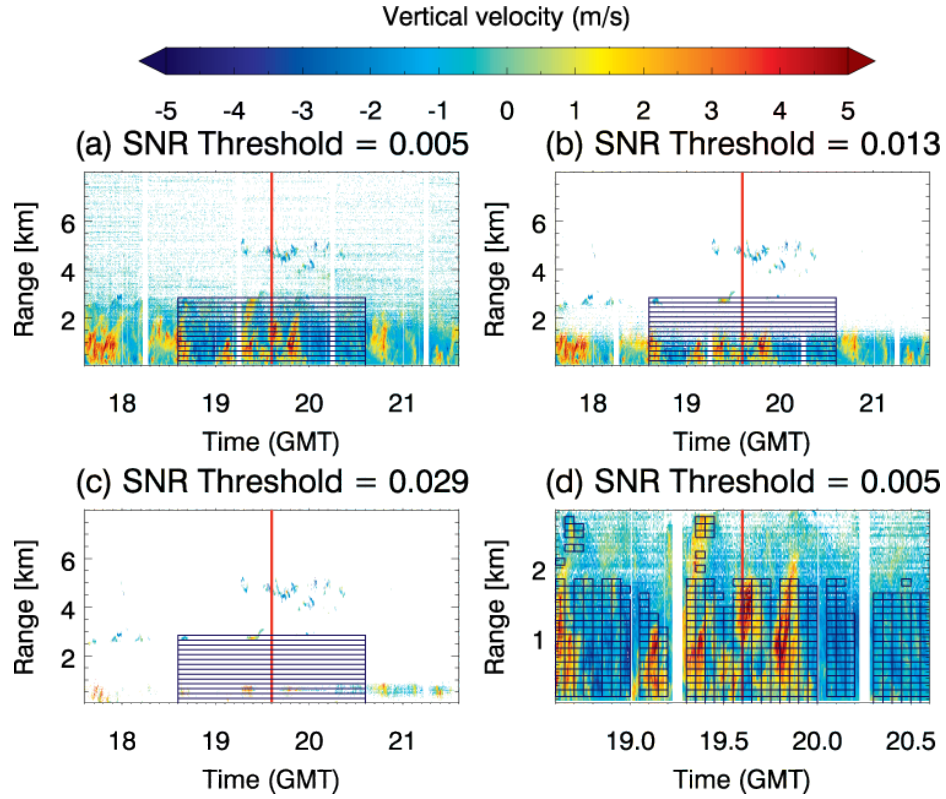 Vertical velocity (m/s)
-5 -4 -3 -2 -1 0 1 2 3 4 5
(a) SNR Threshold = 0.005
(b) SNR Threshold = 0.013
Range [km]
6
4
2
18 19 20 21
Time (GMT)
Range [km]
6
4
2
18 19 20 21
Time (GMT)
(c) SNR Threshold = 0.029
(d) SNR Threshold = 0.005
Range [km]
6
4
2
18 19 20 21
Time (GMT)
Range [km]
2
1
19.0 19.5 20.0 20.5
Time (GMT)